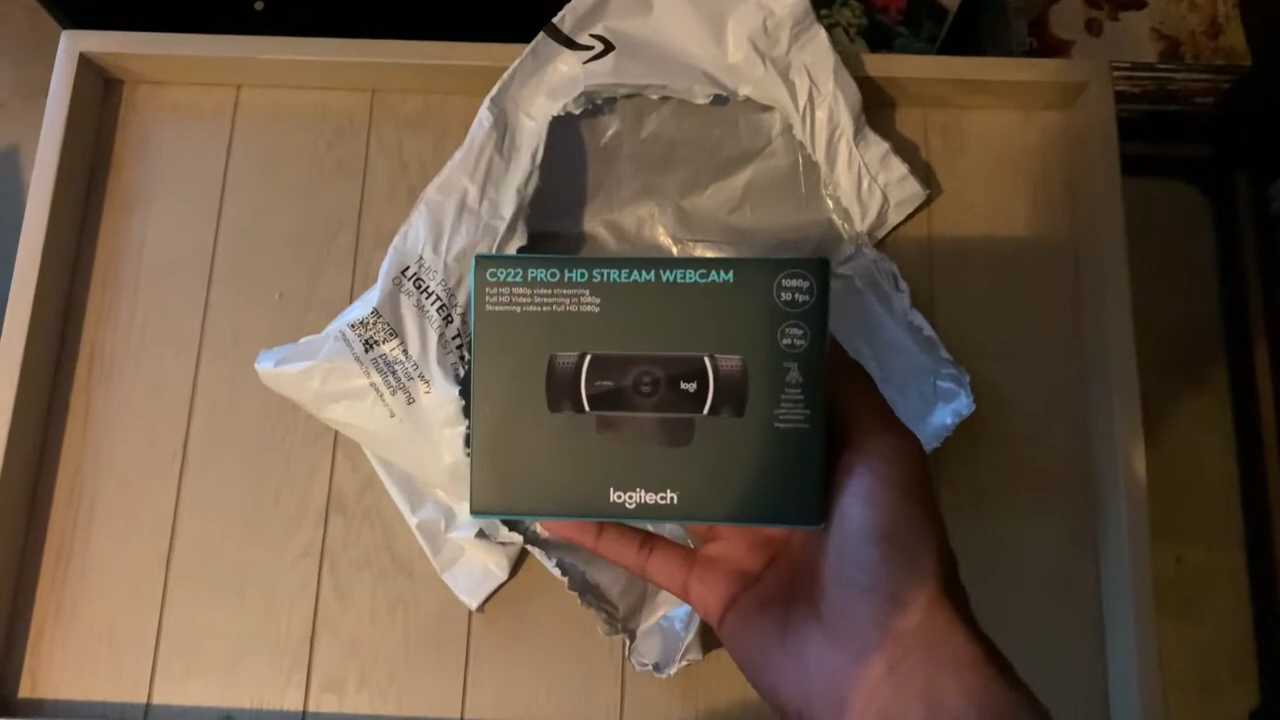 C922 PRO HD STREAM WEBCAM
Full HD 1080p video streaming
Full HD Video-Streaming in 1080p
Streaming video en Full HD 1080p
1080p
30 fps
720p
60 fps
logi
logitech
THIS PACKA
LIGHTER TH
OUR SMALLEST
Learn why
lighter
packaging
matters